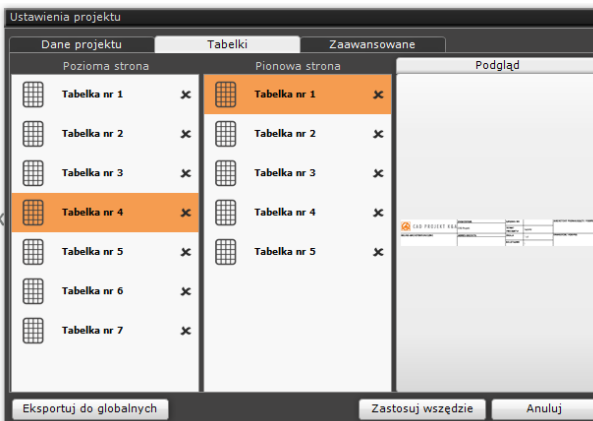 Ustawienia projektu
Dane projektu Tabelki Zaawansowane
Pozioma strona Pionowa strona Podgląd
Tabelka nr 1 Tabelka nr 1
Tabelka nr 2 Tabelka nr 2
Tabelka nr 3 Tabelka nr 3
Tabelka nr 4 Tabelka nr 4
Tabelka nr 5 Tabelka nr 5
Tabelka nr 6
Tabelka nr 7
CAD PROJEKT K&A
Eksportuj do globalnych Zastosuj wszędzie Anuluj